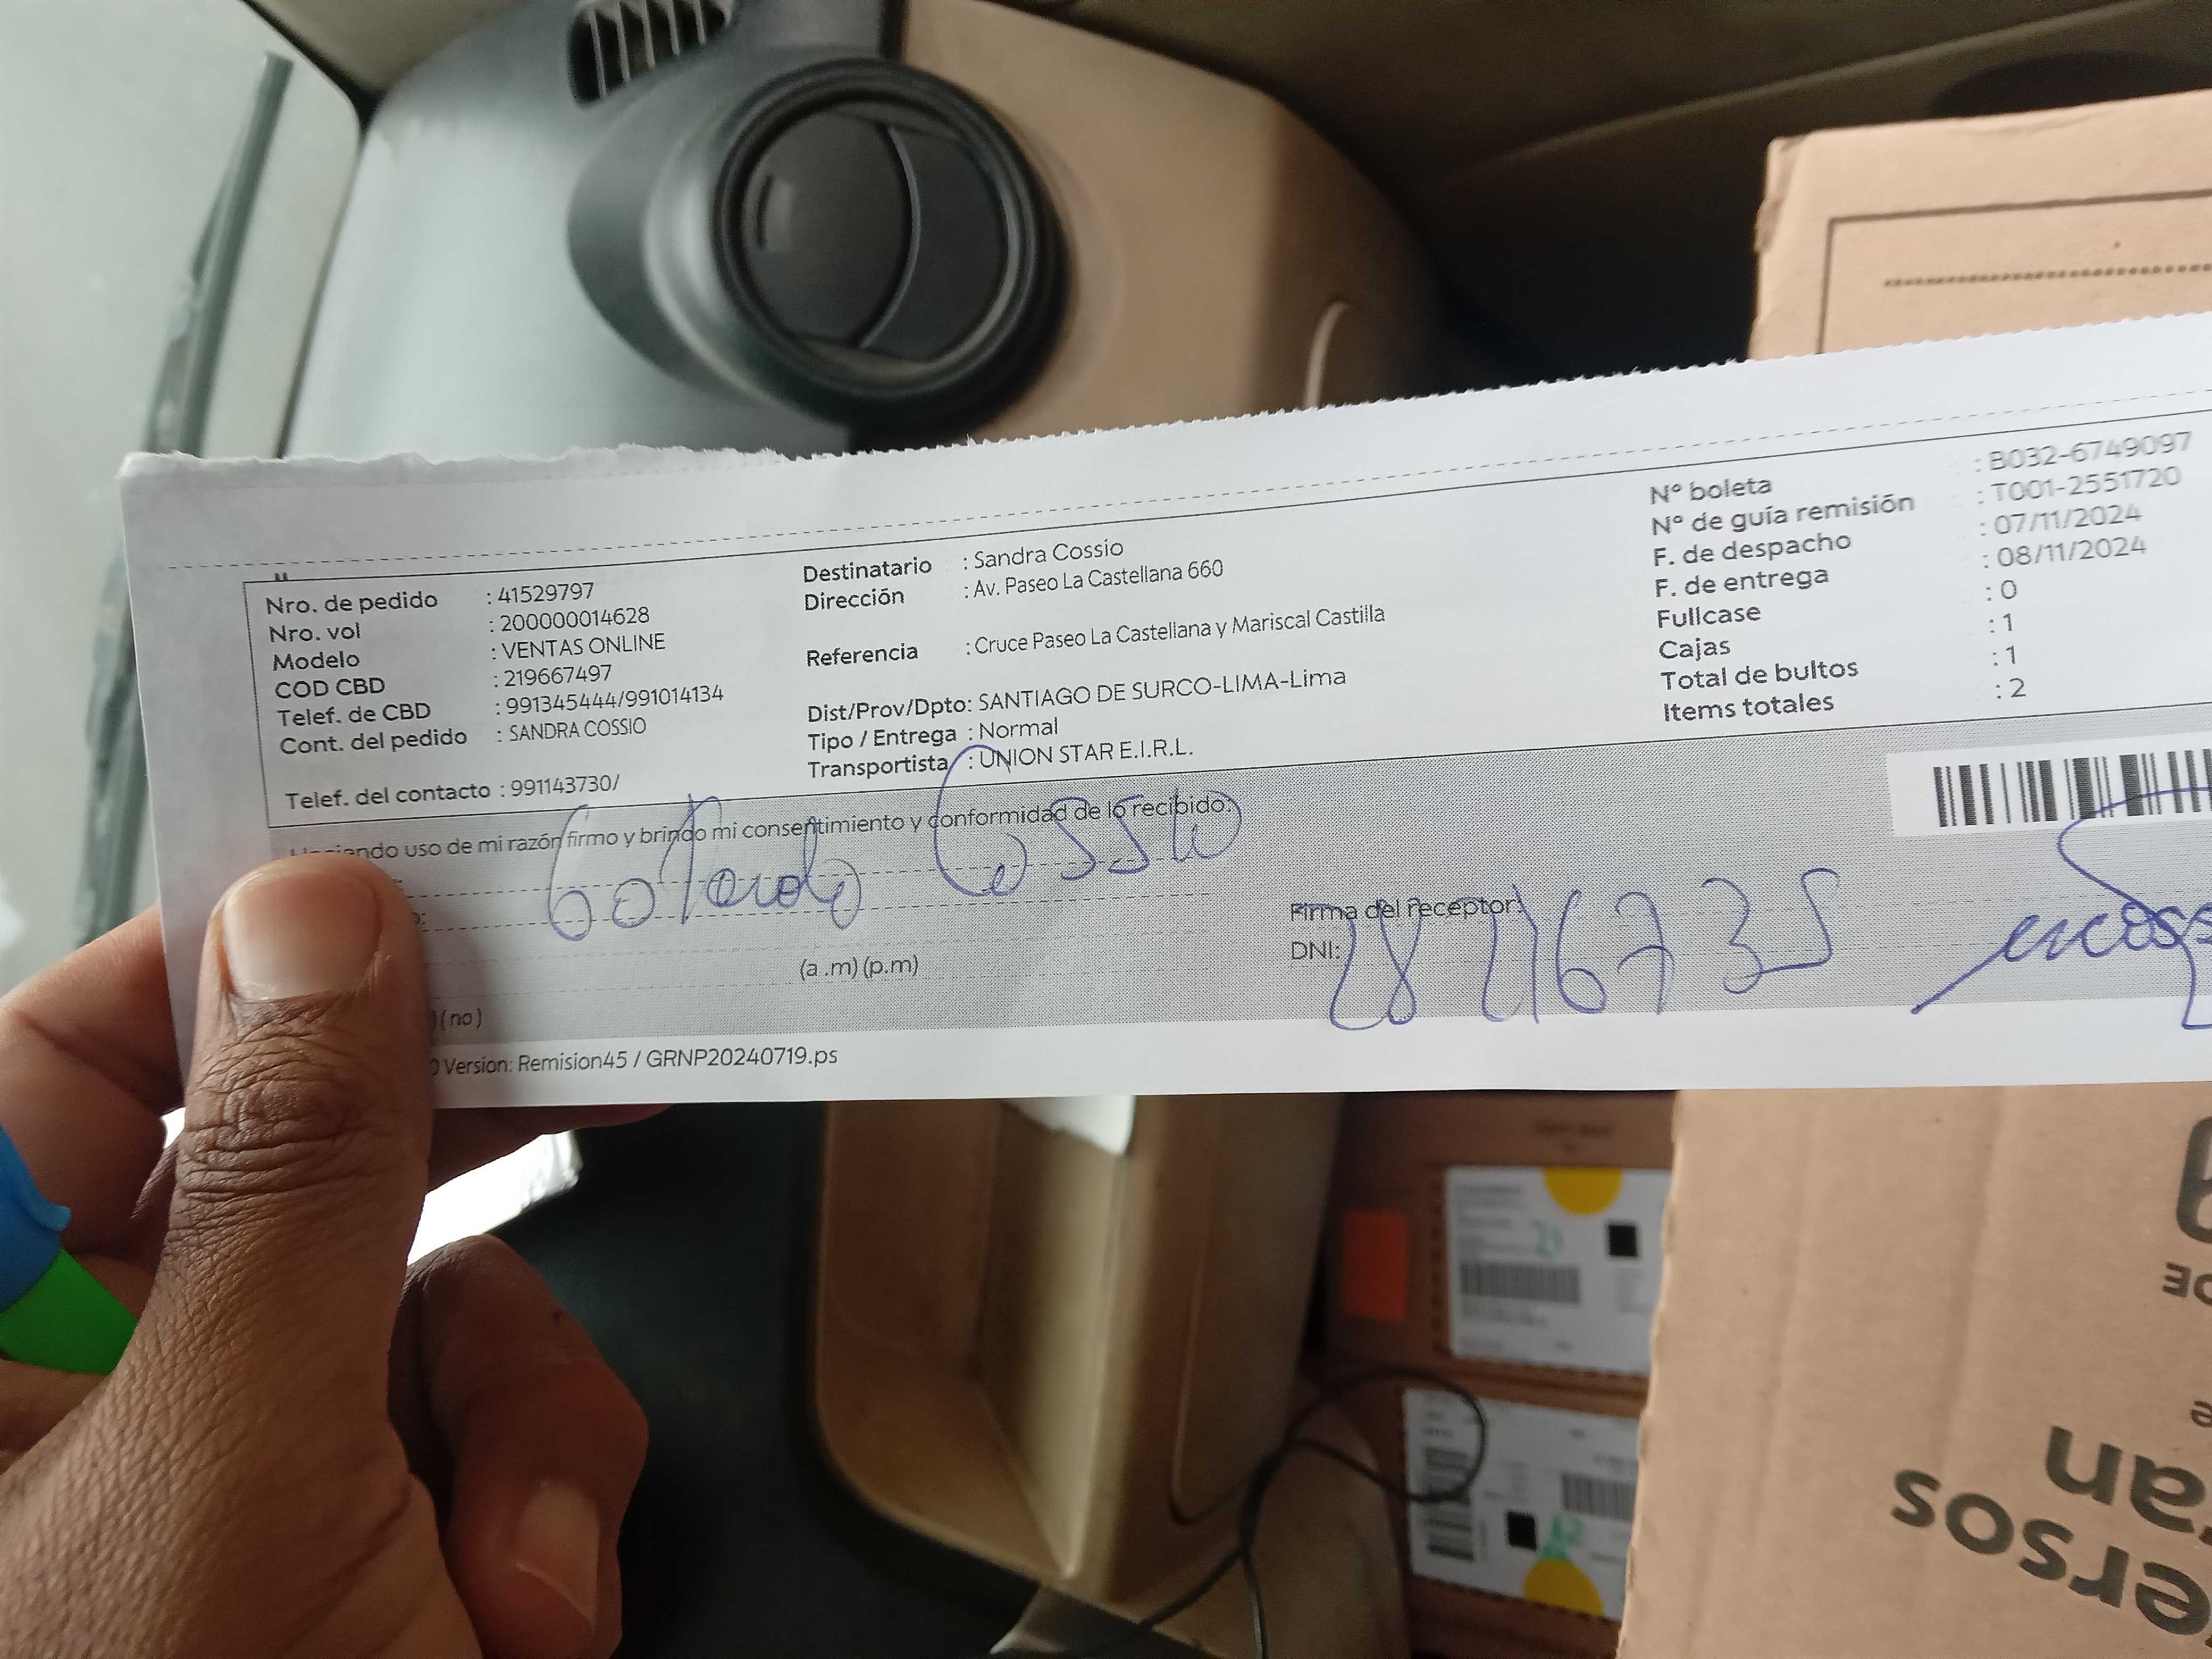 Nro. de pedido : 41529797
Nro. vol : 200000014628
Modelo : VENTAS ONLINE
COD CBD : 219667497
Telef. de CBD : 991345444/991014134
Cont. del pedido : SANDRA COSSIO
Telef. del contacto : 991143730/
Destinatario : Sandra Cossio
Dirección : Av. Paseo La Castellana 660
Referencia : Cruce Paseo La Castellana y Mariscal Castilla
Dist/Prov/Dpto: SANTIAGO DE SURCO-LIMA-Lima
Tipo / Entrega : Normal
Transportista : UNION STAR E.I.R.L.
N° boleta : B032-6749097
N° de guía remisión : T001-2551720
F. de despacho : 07/11/2024
F. de entrega : 08/11/2024
Fullcase : 0
Cajas : 1
Total de bultos : 1
Items totales : 2
uso de mi razón firmo y brindo mi consentimiento y conformidad de lo recibido:
Cossio
Firma del receptor:
DNI:
(a .m) (p.m)
)(no)
Version: Remision45 / GRNP20240719.ps